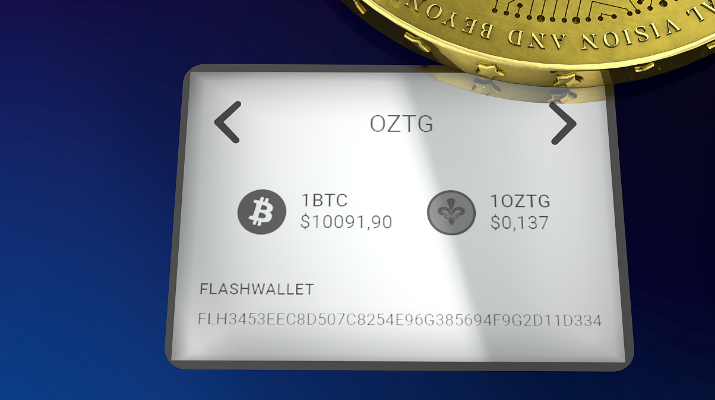 AL VISION AND BEYON
OZTG
1BTC
$10091,90
1OZTG
$0,137
FLASHWALLET
FLH3453EEC8D507C8254E96G385694F9G2D11D334